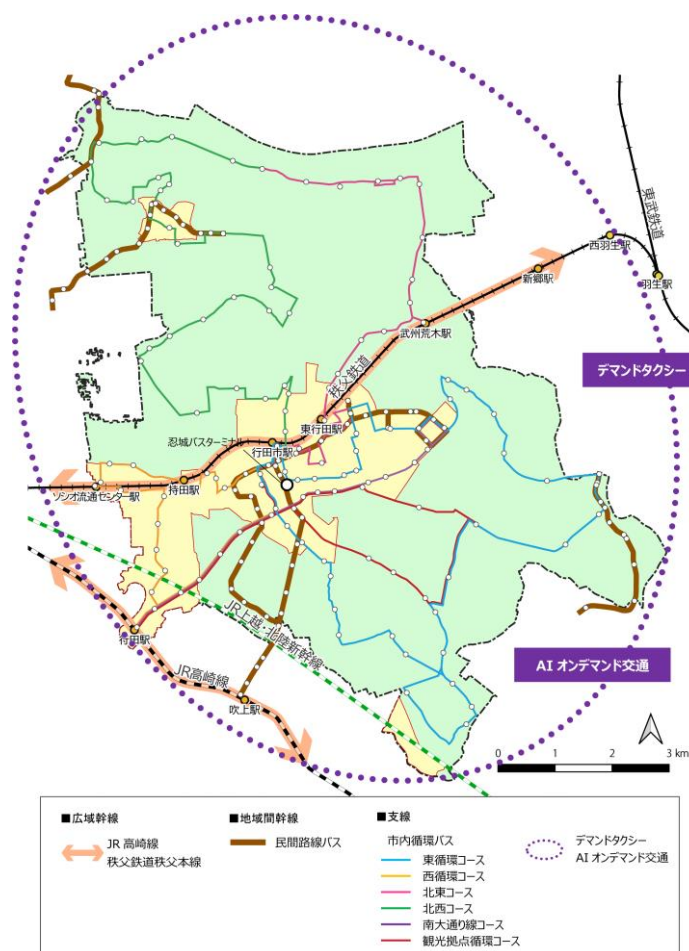 東武鉄道
西羽生駅
新郷駅
羽生駅
武州荒木駅
デマンドタクシー
秩父鉄道
東行田駅
忍城バスターミナル
行田市駅
持田駅
ソシオ流通センター駅
JR上越・北陸新幹線
行田駅
AIオンデマンド交通
JR高崎線
吹上駅
0 1 2 3 km
■広域幹線
JR高崎線
秩父鉄道秩父本線
■地域間幹線
民間路線バス
■支線
市内循環バス
東循環コース
西循環コース
北東コース
北西コース
南大通り線コース
観光拠点循環コース
デマンドタクシー
AIオンデマンド交通